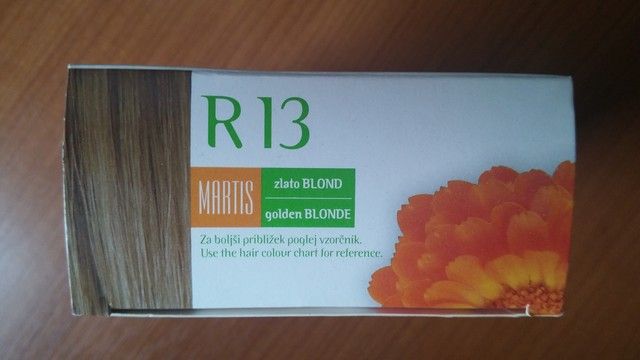 R 13
MARTIS
zlato BLOND
golden BLONDE
Za boljši približek poglej vzorčnik.
Use the hair colour chart for reference.